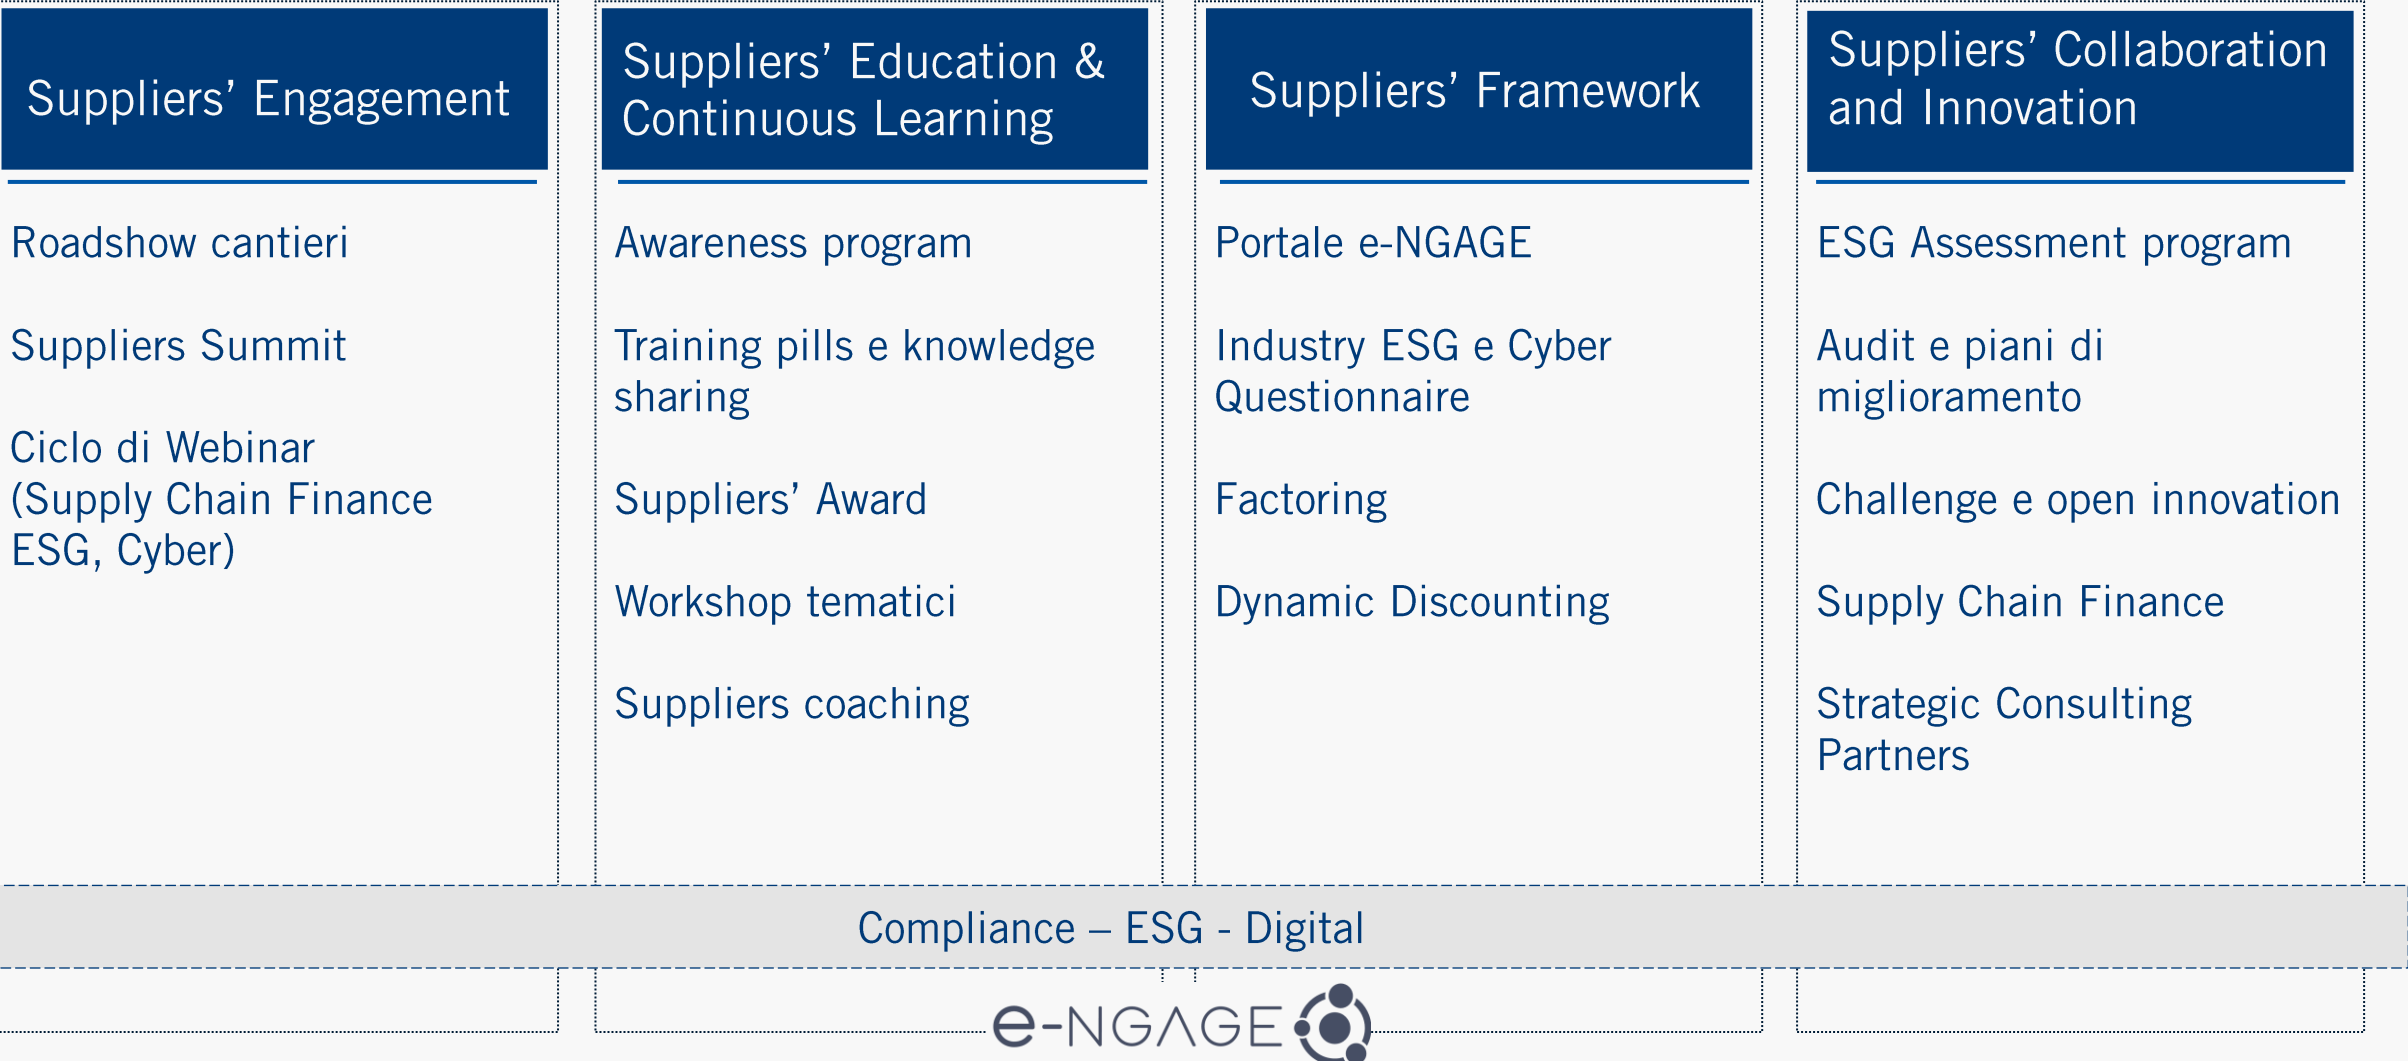 Suppliers’ Engagement
Roadshow cantieri
Suppliers Summit
Ciclo di Webinar
(Supply Chain Finance
ESG, Cyber)
Suppliers’ Education &
Continuous Learning
Awareness program
Training pills e knowledge
sharing
Suppliers’ Award
Workshop tematici
Suppliers coaching
Suppliers’ Framework
Portale e-NGAGE
Industry ESG e Cyber
Questionnaire
Factoring
Dynamic Discounting
Suppliers’ Collaboration
and Innovation
ESG Assessment program
Audit e piani di
miglioramento
Challenge e open innovation
Supply Chain Finance
Strategic Consulting
Partners
Compliance – ESG - Digital
e-NGAGE